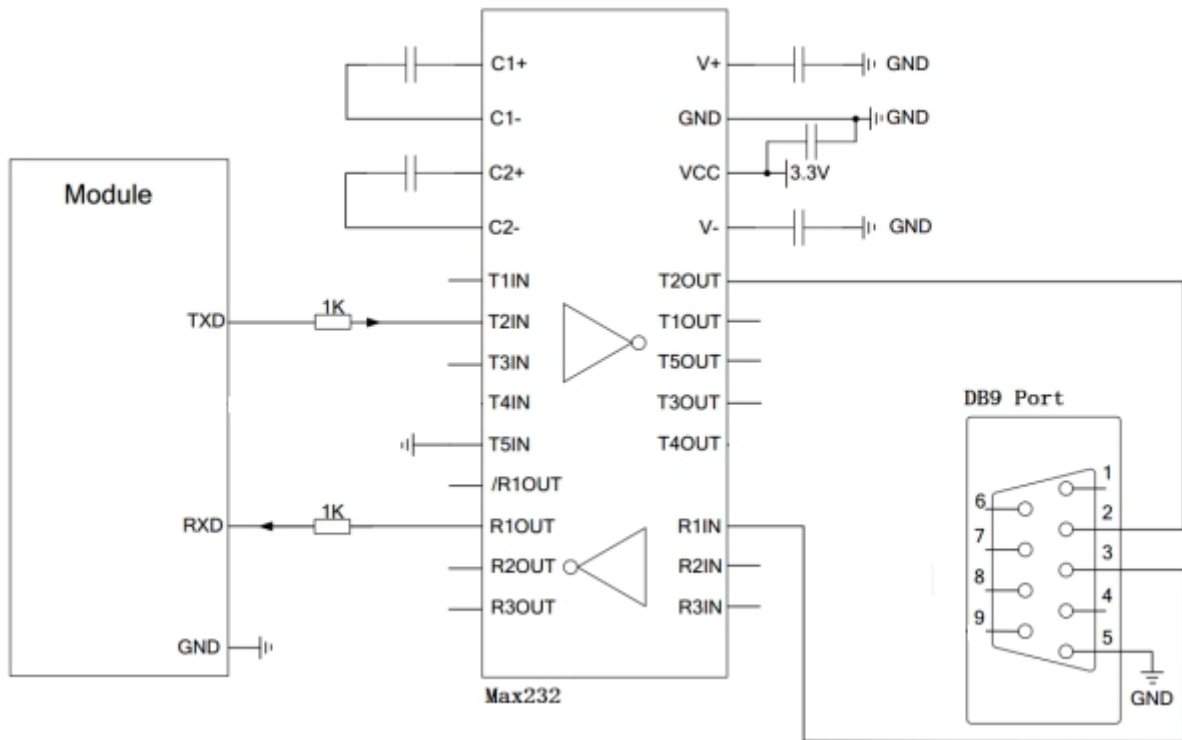 Module
TXD
RXD
GND
1K
1K
C1+
C1-
C2+
C2-
T1IN
T2IN
T3IN
T4IN
T5IN
/R1OUT
R1OUT
R2OUT
R3OUT
V+
GND
VCC
V-
T2OUT
T1OUT
T5OUT
T3OUT
T4OUT
R1IN
R2IN
R3IN
Max232
GND
GND
3.3V
GND
DB9 Port
1
6
2
7
3
8
4
9
5
GND